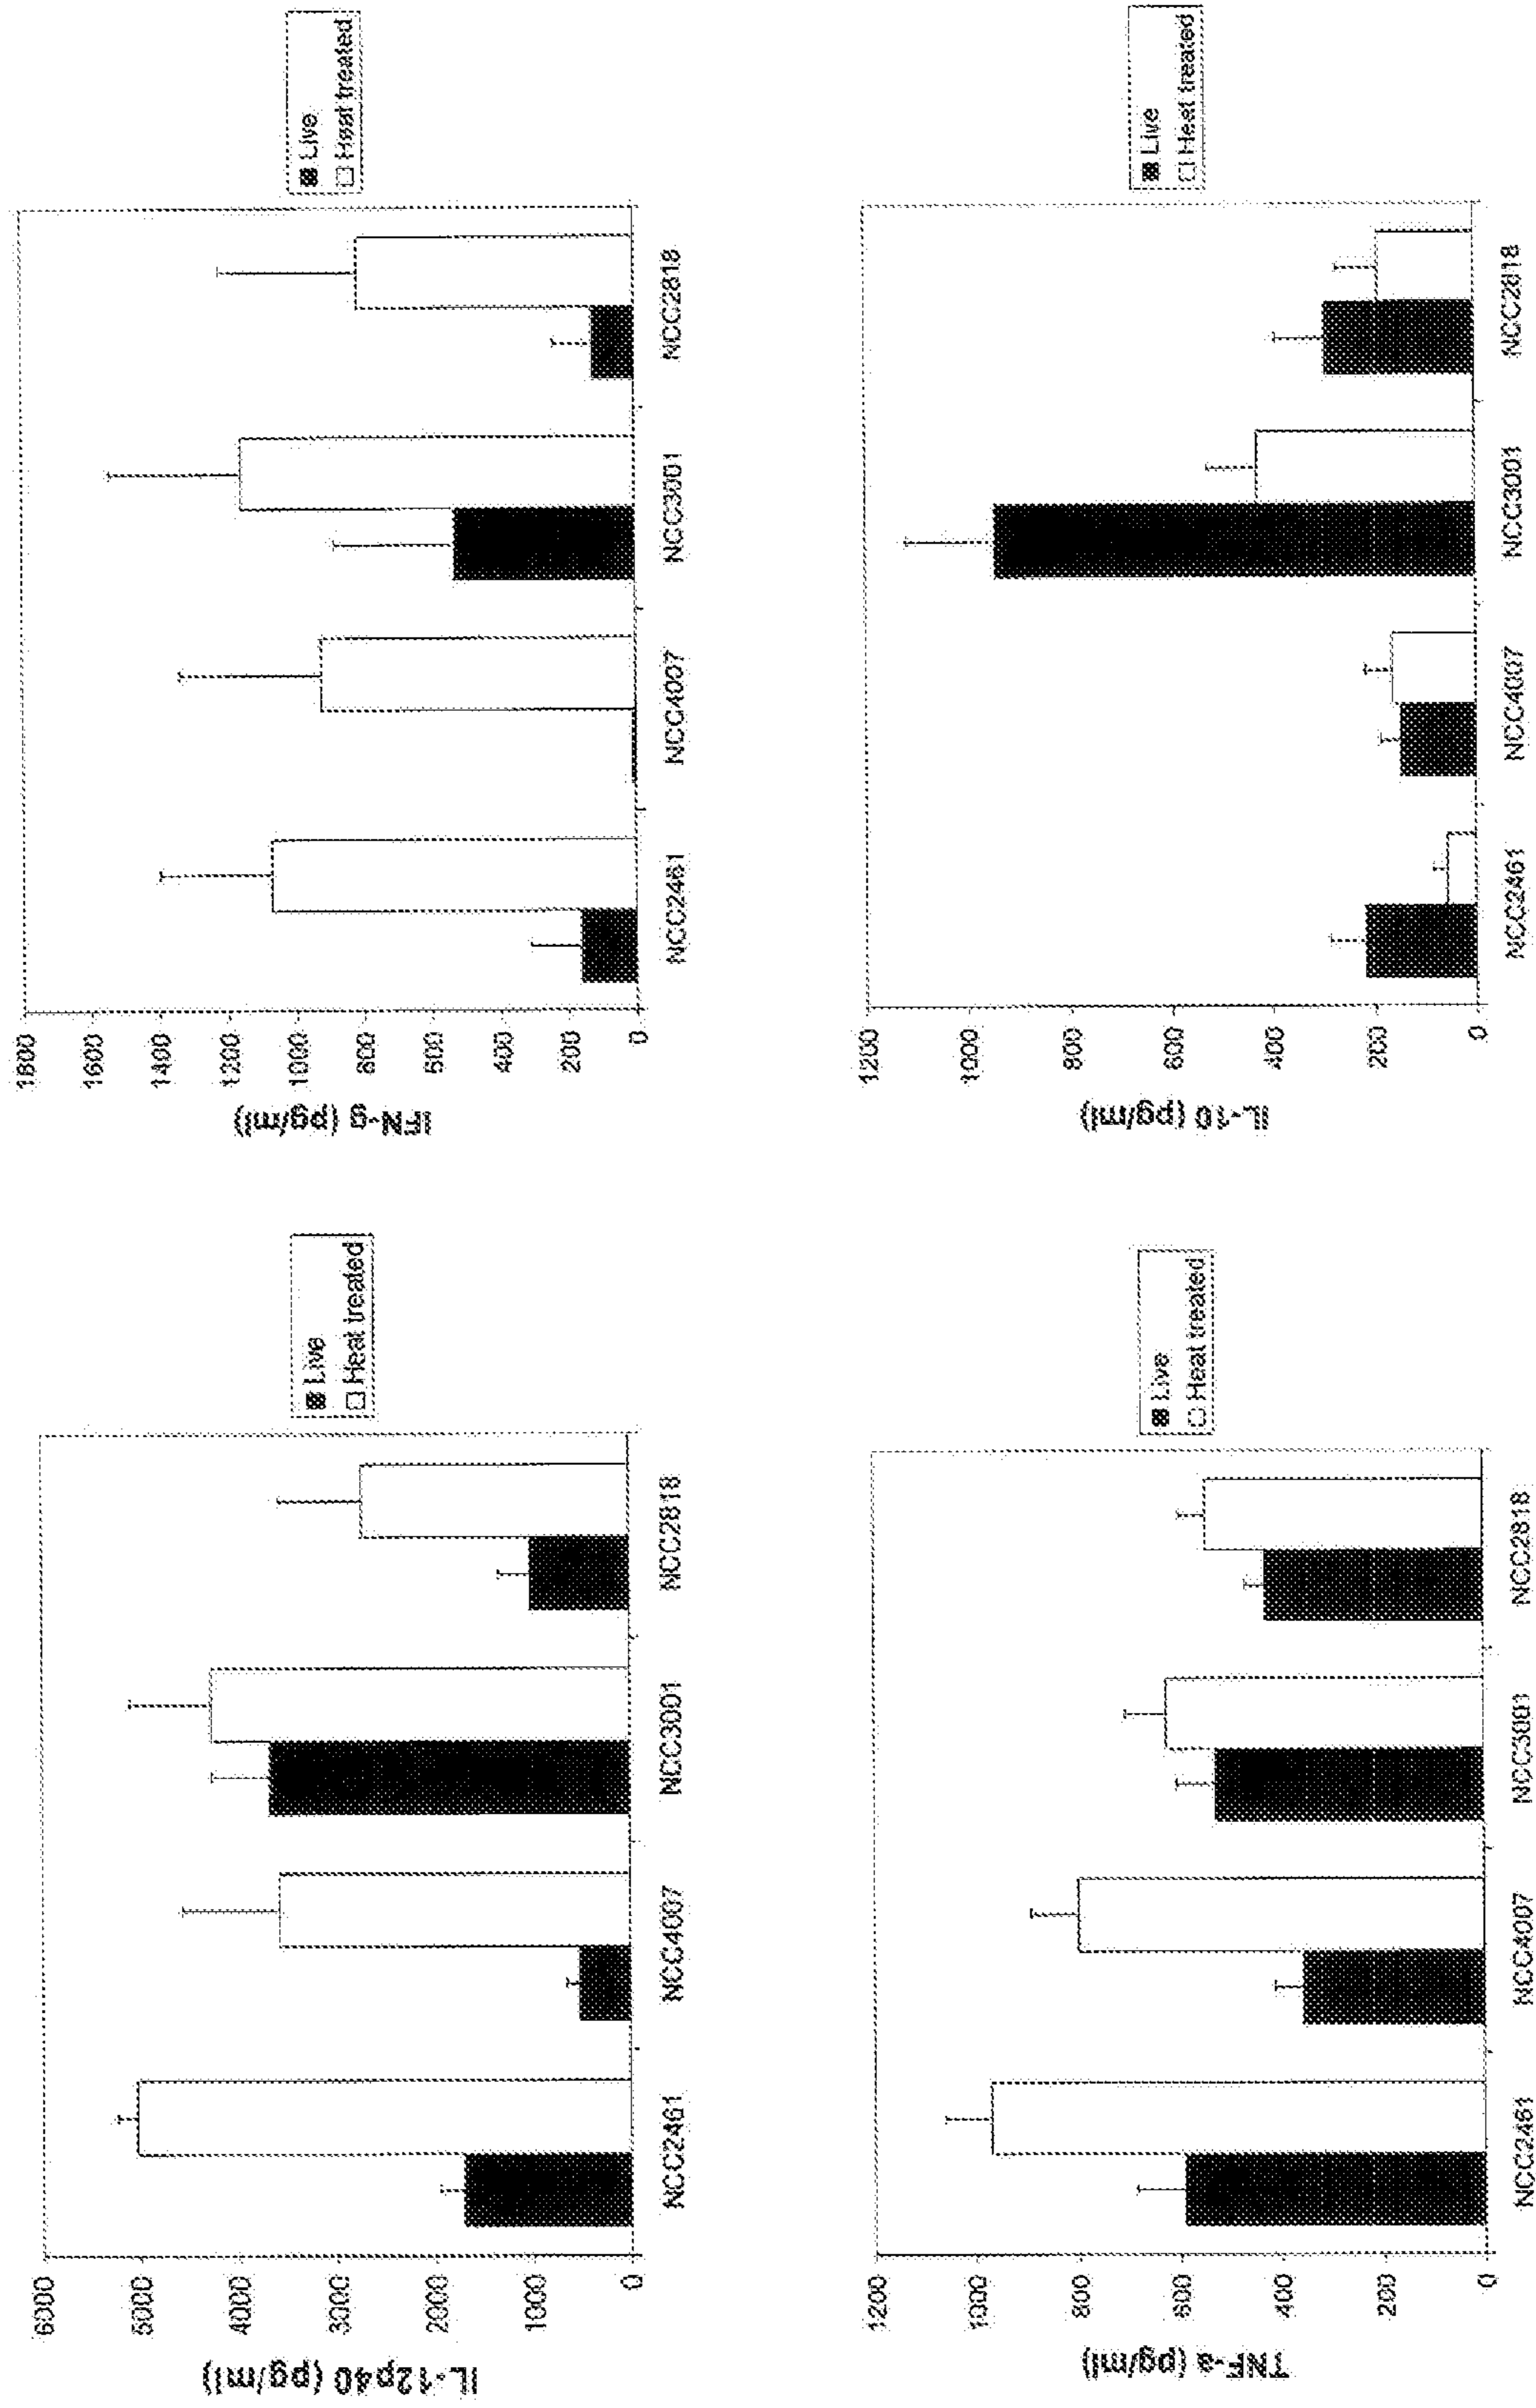 IL-12p40 (pg/ml)
6000
5000
4000
3000
2000
1000
0
NCC2461
NCC4007
NCC3001
NCC2818
Live
Heat treated
IFN-g (pg/ml)
1800
1600
1400
1200
1000
800
600
400
200
0
NCC2461
NCC4007
NCC3001
NCC2818
Live
Heat treated
TNF-a (pg/ml)
1200
1000
800
600
400
200
0
NCC2461
NCC4007
NCC3001
NCC2818
Live
Heat treated
IL-10 (pg/ml)
1200
1000
800
600
400
200
0
NCC2461
NCC4007
NCC3001
NCC2818
Live
Heat treated